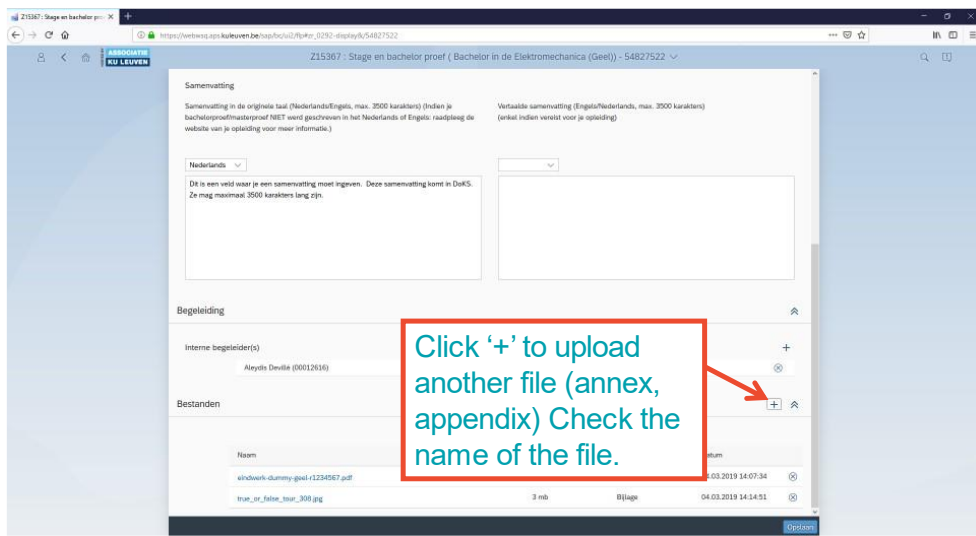 Z15367: Stage en bachelor pro
https://webwsq.aps.kuleuven.be/sap/bc/ui2/flp#zr_0292-display&/54827522
ASSOCIATIE
KU LEUVEN
Z15367 : Stage en bachelor proef ( Bachelor in de Elektromechanica (Geel)) - 54827522
Samenvatting
Samenvatting in de originele taal (Nederlands/Engels, max. 3500 karakters) (Indien je
bachelorproef/masterproef NIET werd geschreven in het Nederlands of Engels: raadpleeg de
website van je opleiding voor meer informatie.)
Vertaalde samenvatting (Engels/Nederlands, max. 3500 karakters)
(enkel indien vereist voor je opleiding)
Nederlands
Dit is een veld waar je een samenvatting moet ingeven. Deze samenvatting komt in DoKS.
Ze mag maximaal 3500 karakters lang zijn.
Begeleiding
Interne begeleider(s)
+
Aleydis Devillé (00012616)
Bestanden
+
Click ‘+’ to upload
another file (annex,
appendix) Check the
name of the file.
Naam
eindwerk-dummy-geel-r1234567.pdf
.03.2019 14:07:34
true_or_false_tour_308.jpg
3 mb
Bijlage
04.03.2019 14:14:51
Opslaan